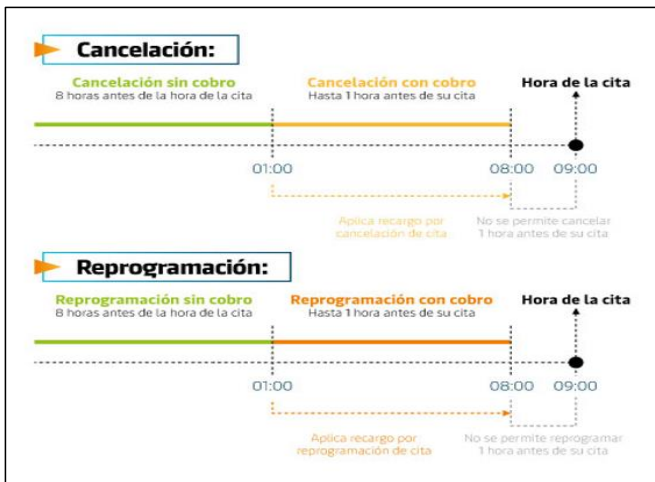 Cancelación:
Cancelación sin cobro
8 horas antes de la hora de la cita
Cancelación con cobro
Hasta 1 hora antes de su cita
Hora de la cita
01:00
08:00
09:00
Aplica recargo por
cancelación de cita
No se permite cancelar
1 hora antes de su cita
Reprogramación:
Reprogramación sin cobro
8 horas antes de la hora de la cita
Reprogramación con cobro
Hasta 1 hora antes de su cita
Hora de la cita
01:00
08:00
09:00
Aplica recargo por
reprogramación de cita
No se permite reprogramar
1 hora antes de su cita